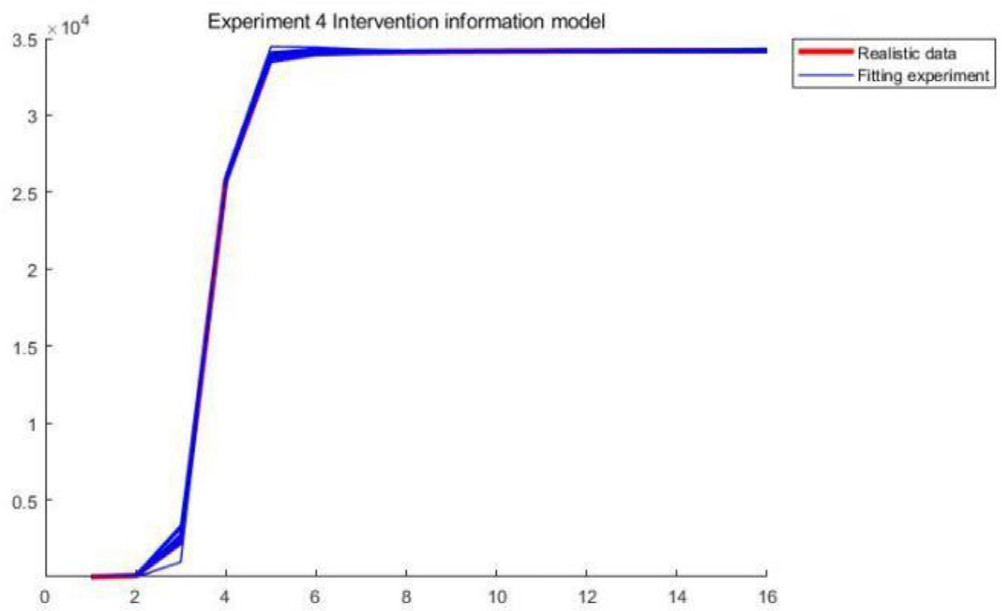 Experiment 4 Intervention information model
×10⁴
3.5
3
2.5
2
1.5
1
0.5
0 2 4 6 8 10 12 14 16
Realistic data
Fitting experiment